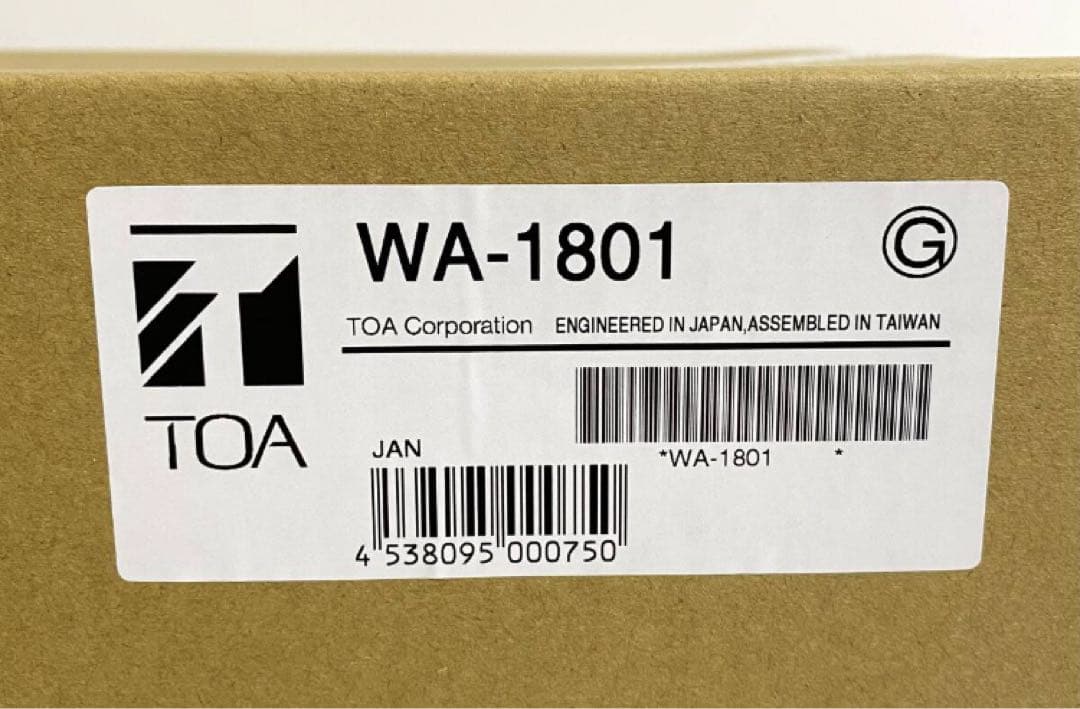 WA-1801
G
TOA Corporation ENGINEERED IN JAPAN,ASSEMBLED IN TAIWAN
TOA
*WA-1801 *
JAN
4 538095 000750